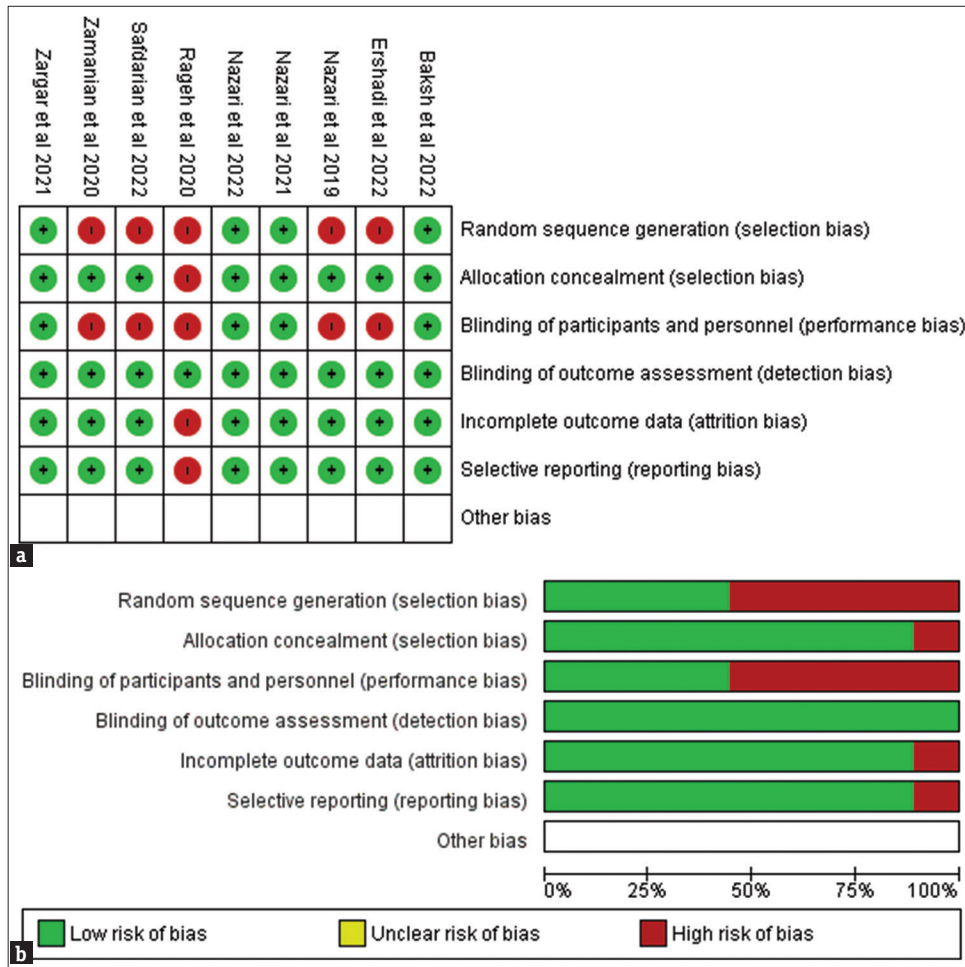 Zargar et al 2021
Zamanian et al 2020
Safdarian et al 2022
Rageh et al 2020
Nazari et al 2022
Nazari et al 2021
Nazari et al 2019
Ershadi et al 2022
Baksh et al 2022
+ - - - + + - - + Random sequence generation (selection bias)
+ + + - + + + + + Allocation concealment (selection bias)
+ - - - + + - - + Blinding of participants and personnel (performance bias)
+ + + + + + + + + Blinding of outcome assessment (detection bias)
+ + + - + + + + + Incomplete outcome data (attrition bias)
+ + + - + + + + + Selective reporting (reporting bias)
Other bias
a
Random sequence generation (selection bias)
Allocation concealment (selection bias)
Blinding of participants and personnel (performance bias)
Blinding of outcome assessment (detection bias)
Incomplete outcome data (attrition bias)
Selective reporting (reporting bias)
Other bias
0% 25% 50% 75% 100%
Low risk of bias Unclear risk of bias High risk of bias
b